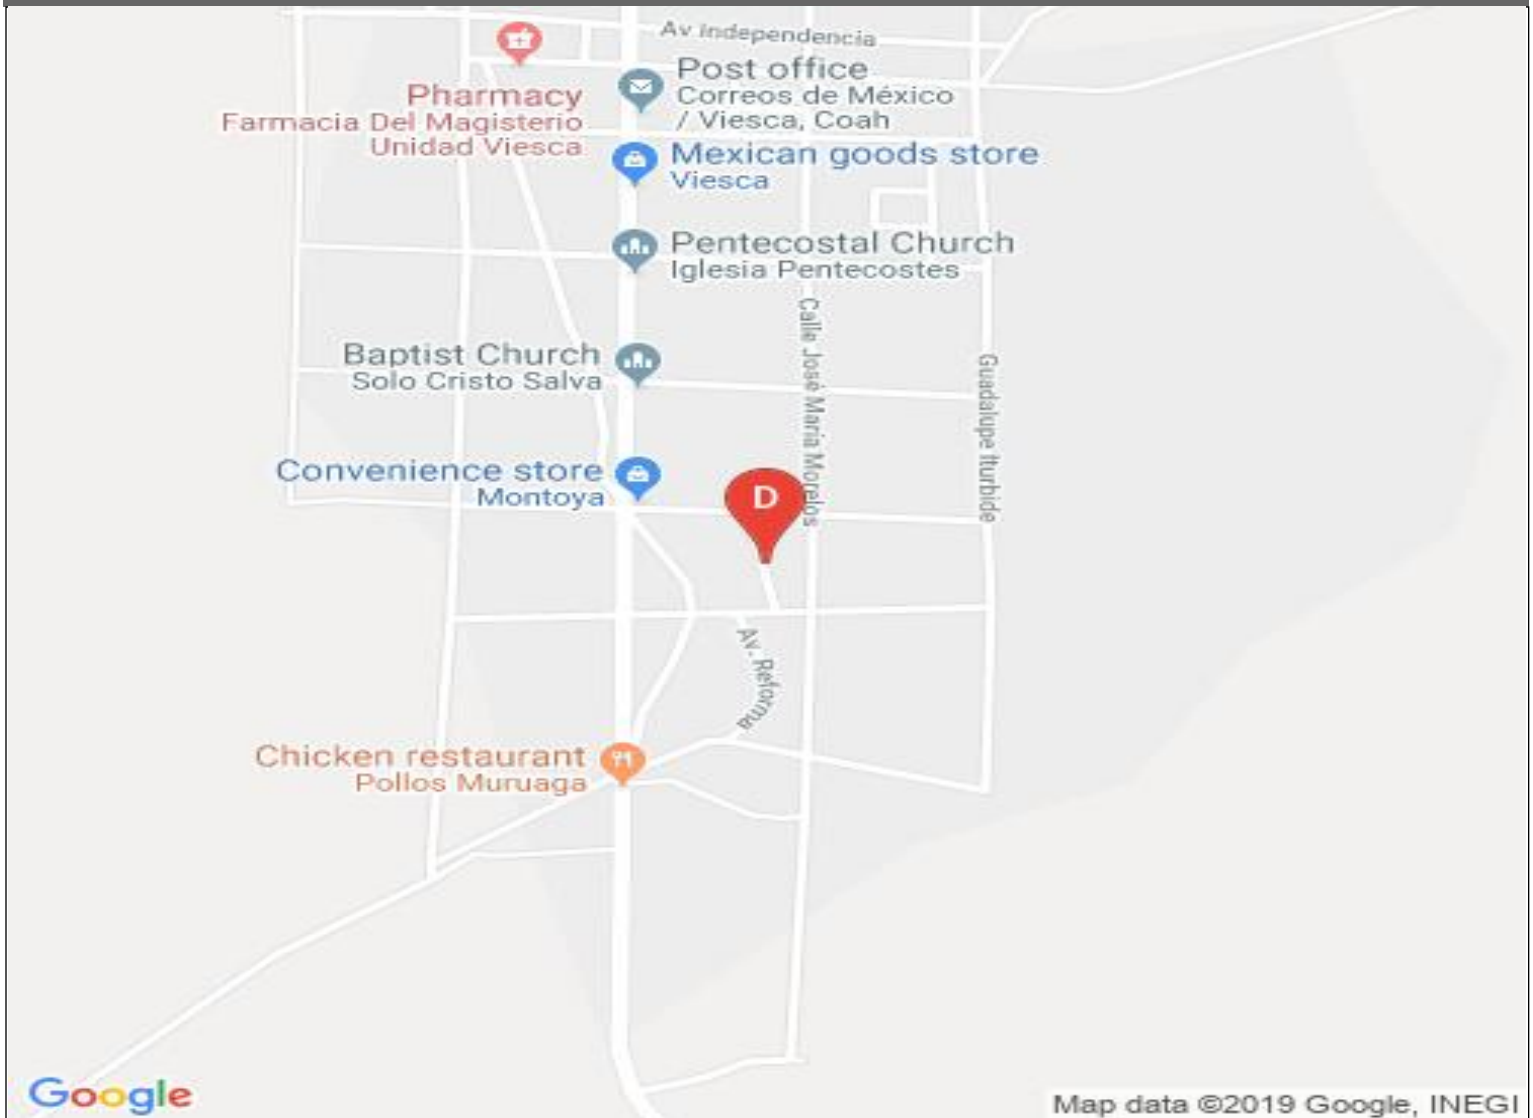 Av Independencia
Post office
Correos de México
/ Viesca, Coah
Pharmacy
Farmacia Del Magisterio
Unidad Viesca
Mexican goods store
Viesca
Pentecostal Church
Iglesia Pentecostes
Calle José María Morelos
Guadalupe Iturbide
Baptist Church
Solo Cristo Salva
Convenience store
Montoya
D
Av. Reforma
Chicken restaurant
Pollos Muruaga
Google
Map data ©2019 Google, INEGI